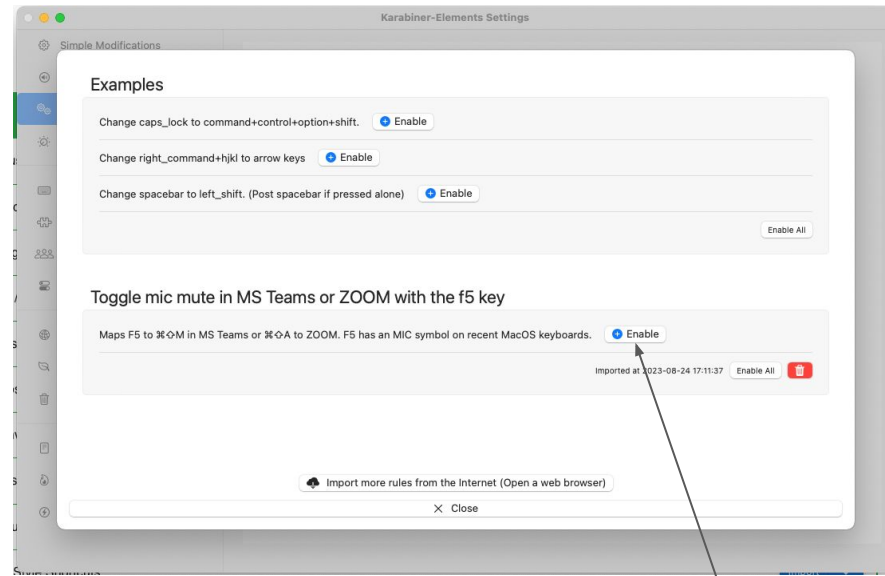 Karabiner-Elements Settings
Simple Modifications
Examples
Change caps_lock to command+control+option+shift. Enable
Change right_command+hjkl to arrow keys Enable
Change spacebar to left_shift. (Post spacebar if pressed alone) Enable
Enable All
Toggle mic mute in MS Teams or ZOOM with the f5 key
Maps F5 to ⌘⇧M in MS Teams or ⌘⇧A to ZOOM. F5 has an MIC symbol on recent MacOS keyboards. Enable
Imported at 2023-08-24 17:11:37 Enable All
Import more rules from the Internet (Open a web browser)
Close